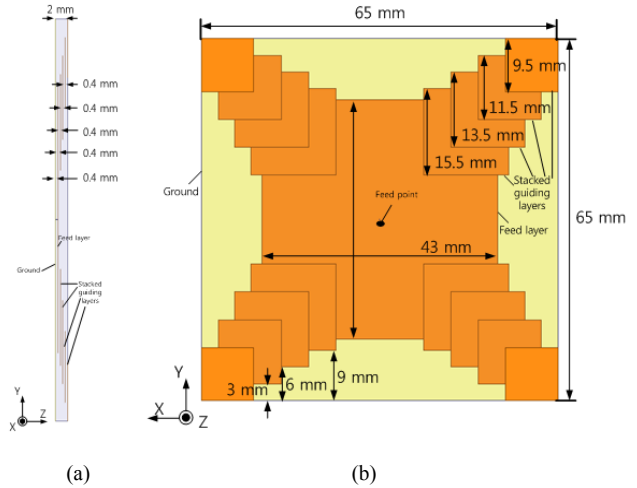 2 mm
0.4 mm
0.4 mm
0.4 mm
0.4 mm
0.4 mm
Feed layer
Ground
Stacked
guiding
layers
Y
X
Z
(a)
65 mm
9.5 mm
11.5 mm
13.5 mm
15.5 mm
Stacked
guiding
layers
Ground
Feed point
Feed layer
65 mm
43 mm
3 mm
6 mm
9 mm
Y
X
Z
(b)